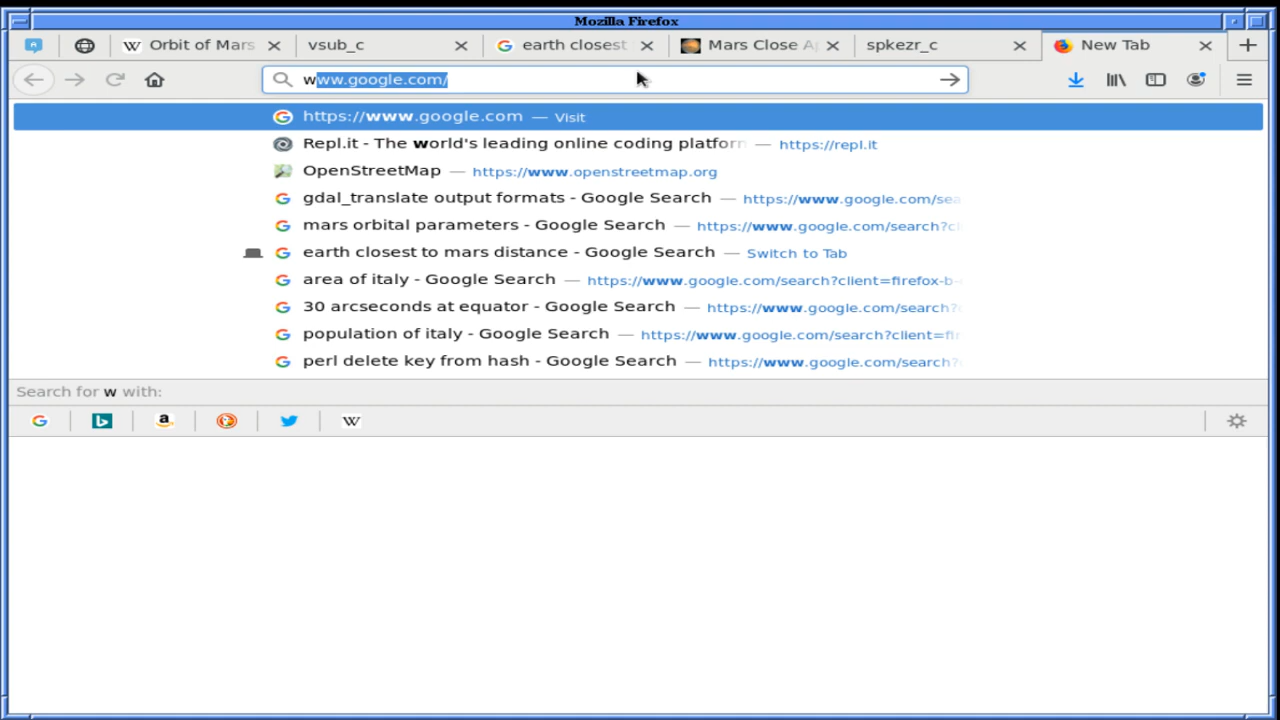 Mozilla Firefox
Orbit of Mars vsub_c earth closest Mars Close Ap spkezr_c New Tab
www.google.com/
https://www.google.com — Visit
Repl.it - The world's leading online coding platform — https://repl.it
OpenStreetMap — https://www.openstreetmap.org
gdal_translate output formats - Google Search — https://www.google.com/sea
mars orbital parameters - Google Search — https://www.google.com/search?cl
earth closest to mars distance - Google Search — Switch to Tab
area of italy - Google Search — https://www.google.com/search?client=firefox-b-
30 arcseconds at equator - Google Search — https://www.google.com/search?
population of italy - Google Search — https://www.google.com/search?client=fir
perl delete key from hash - Google Search — https://www.google.com/search?
Search for w with: